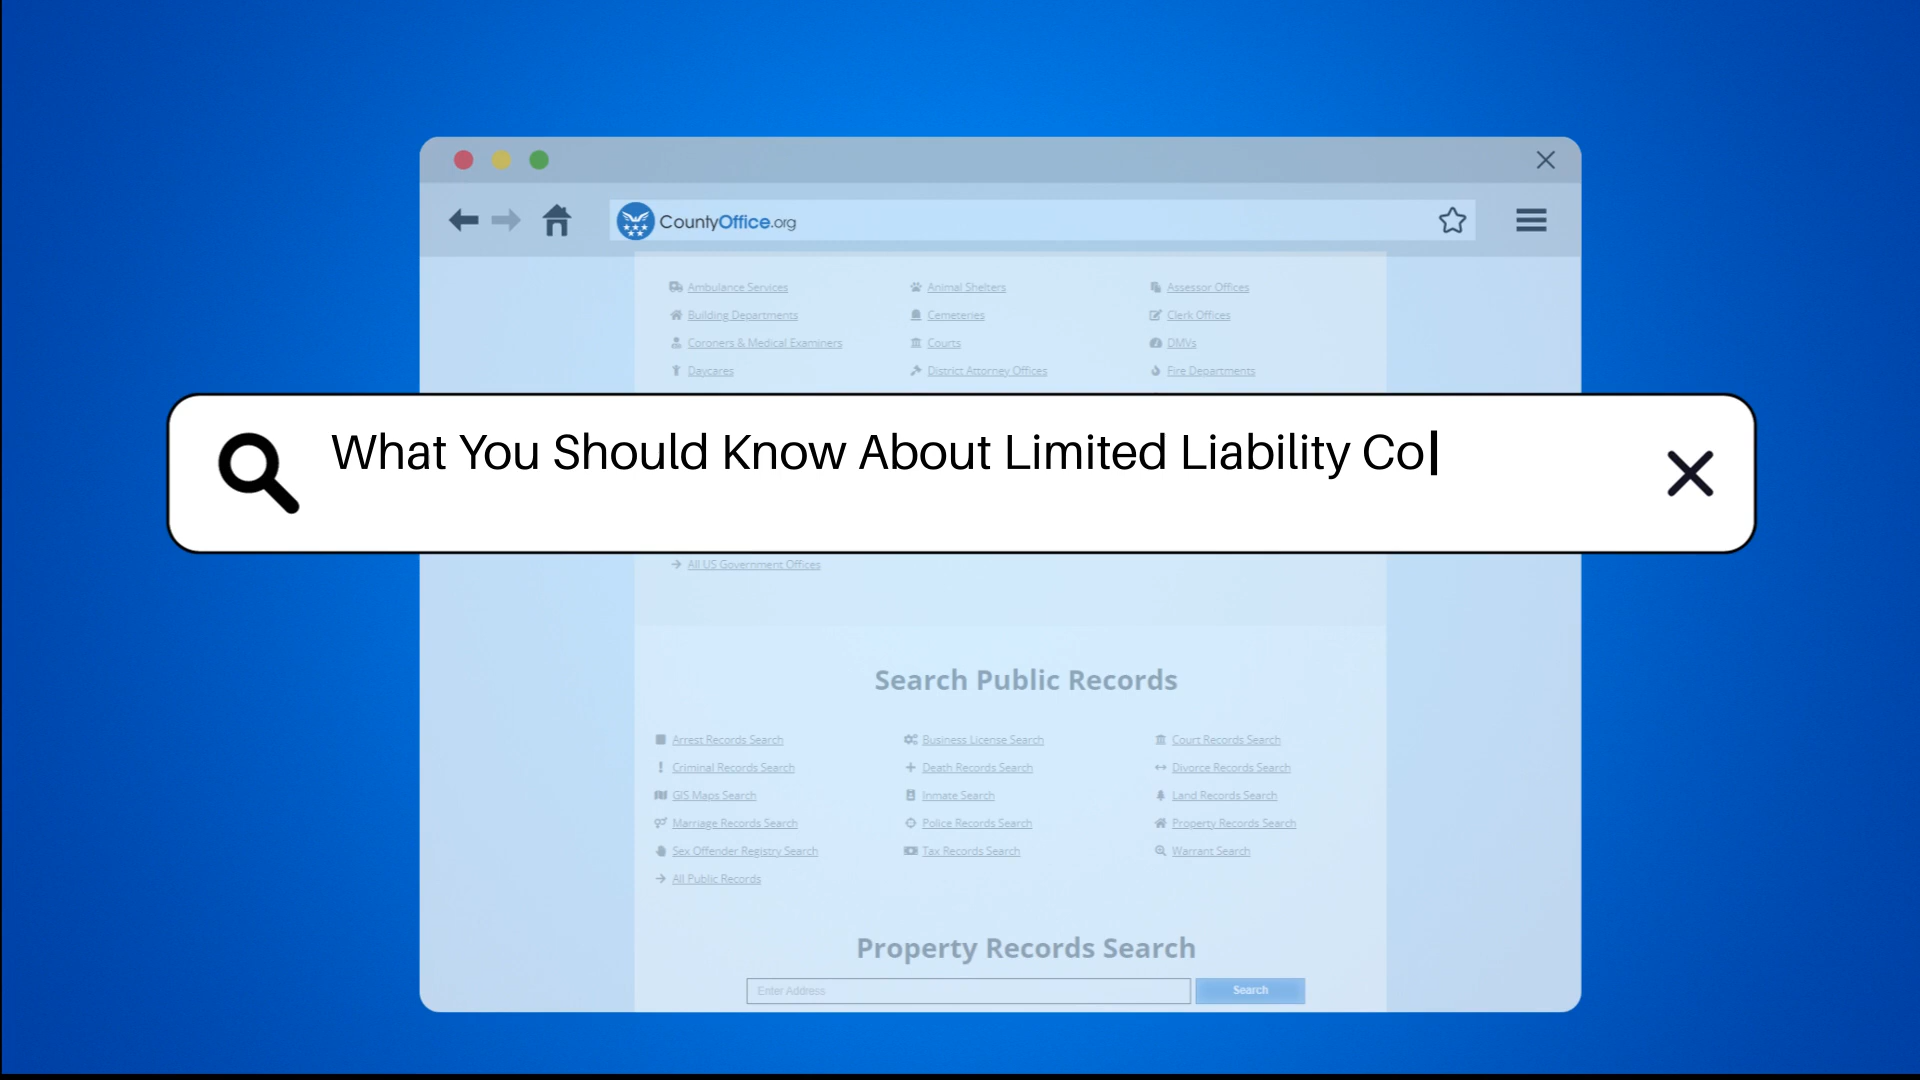 CountyOffice.org
Ambulance Services Animal Shelters Assessor Offices
Building Departments Cemeteries Clerk Offices
Coroners & Medical Examiners Courts DMVs
Daycares District Attorney Offices Fire Departments
What You Should Know About Limited Liability Co
All US Government Offices
Search Public Records
Arrest Records Search Business License Search Court Records Search
Criminal Records Search Death Records Search Divorce Records Search
GIS Maps Search Inmate Search Land Records Search
Marriage Records Search Police Records Search Property Records Search
Sex Offender Registry Search Tax Records Search Warrant Search
All Public Records
Property Records Search
Enter Address Search